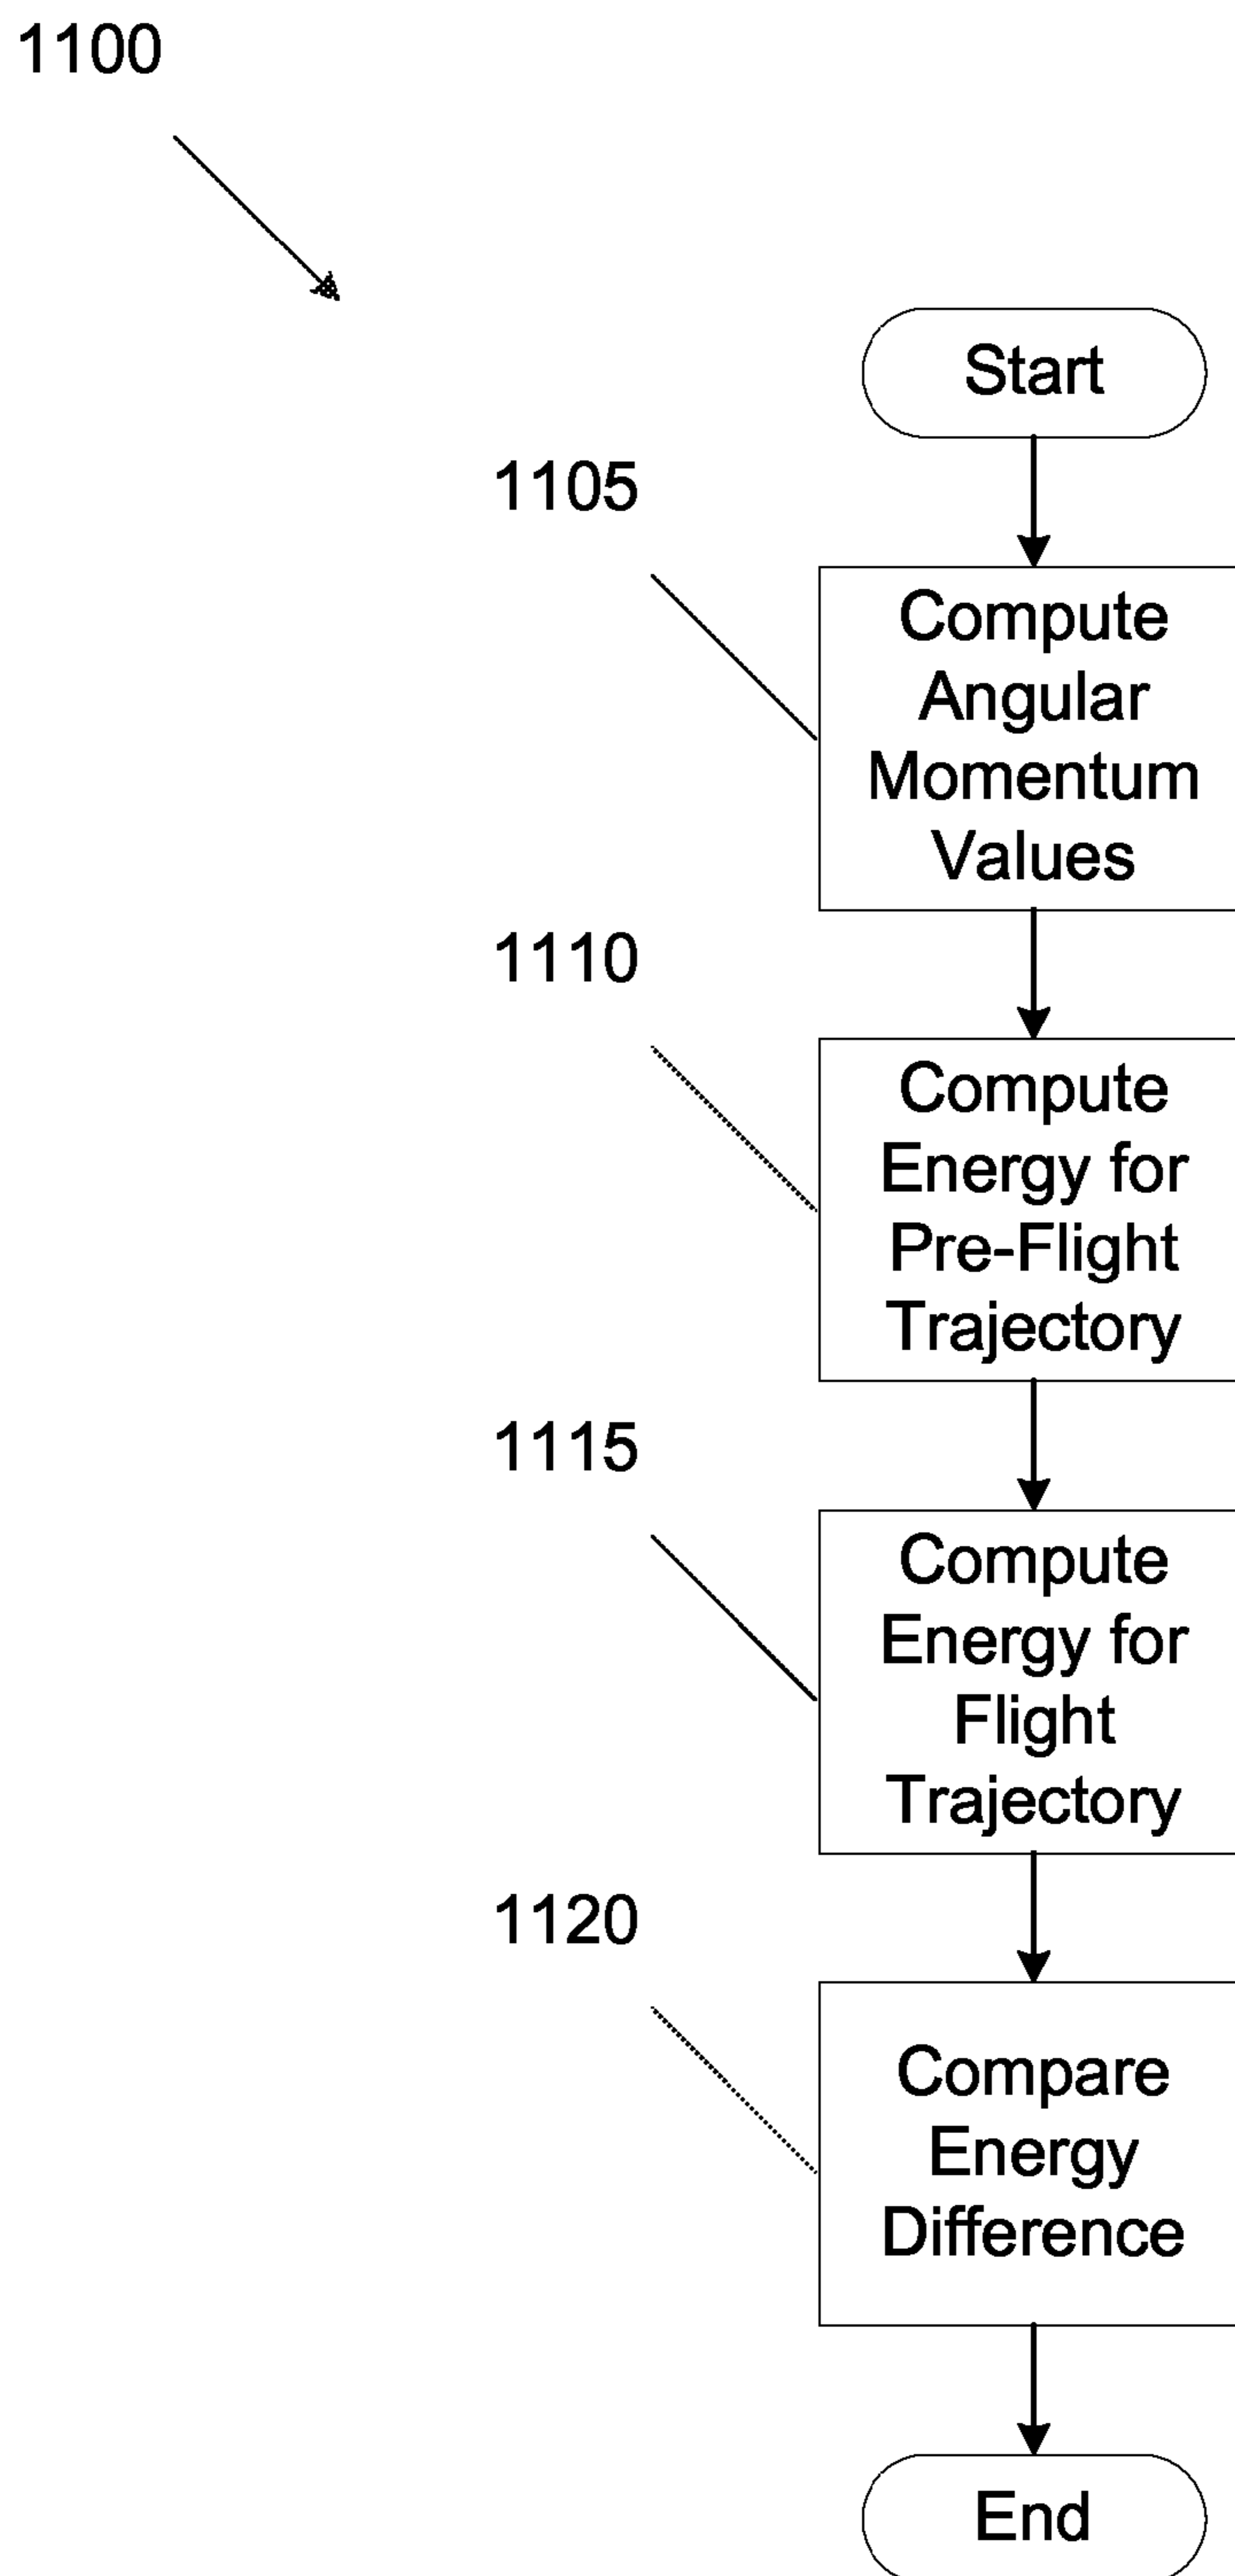 1100
Start
1105
Compute
Angular
Momentum
Values
1110
Compute
Energy for
Pre-Flight
Trajectory
1115
Compute
Energy for
Flight
Trajectory
1120
Compare
Energy
Difference
End